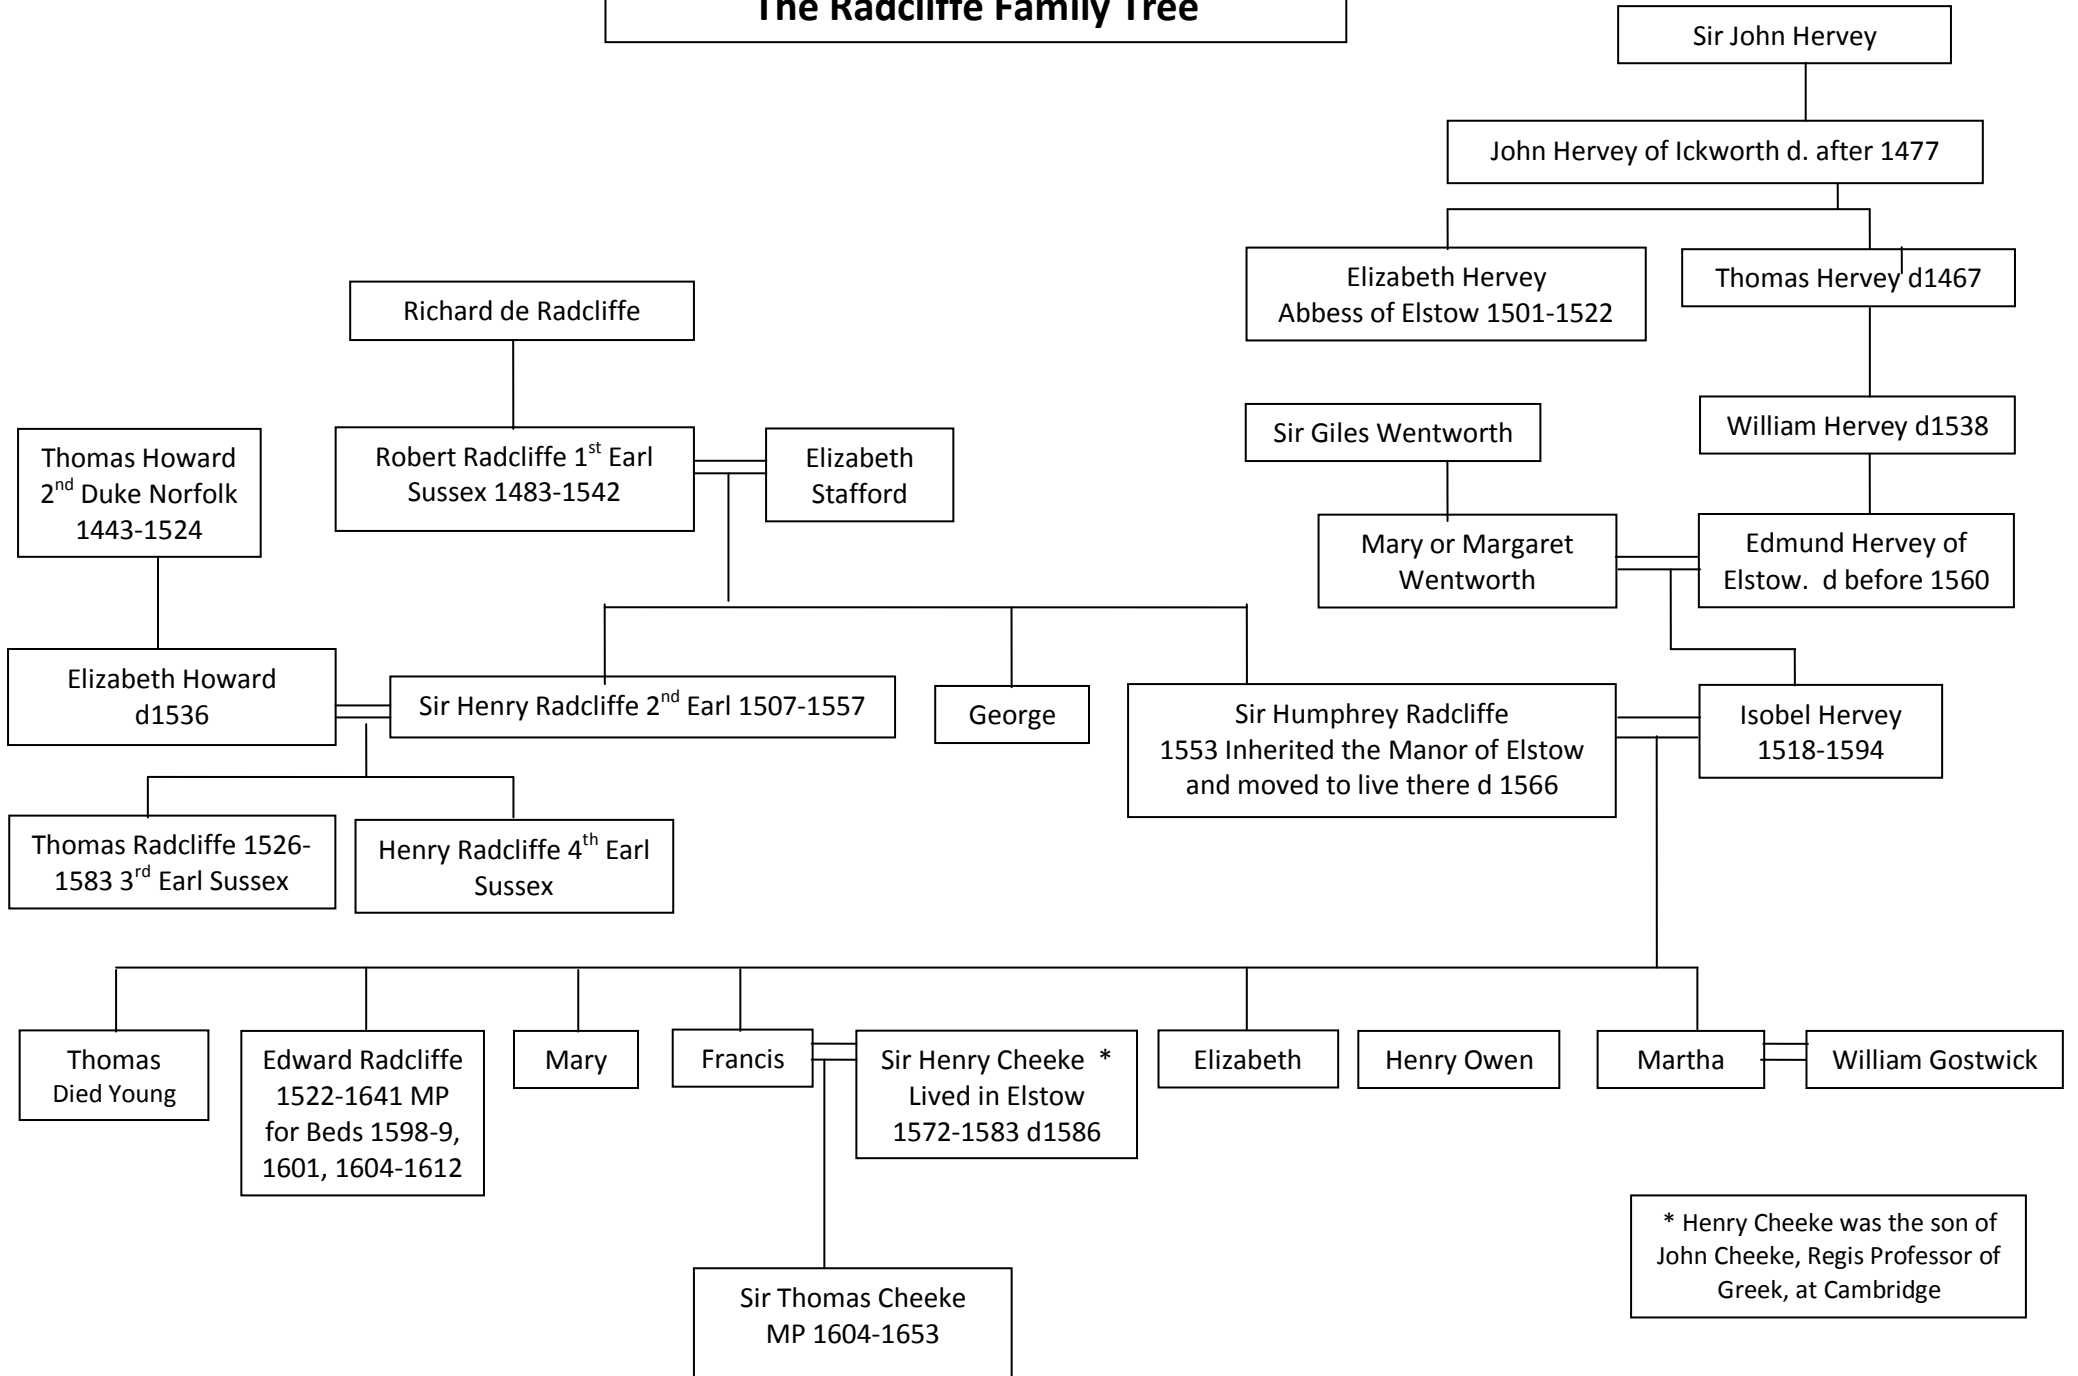 The Radcliffe Family Tree
Sir John Hervey
John Hervey of Ickworth d. after 1477
Elizabeth Hervey
Abbess of Elstow 1501-1522
Thomas Hervey d1467
Richard de Radcliffe
William Hervey d1538
Sir Giles Wentworth
Thomas Howard
2nd Duke Norfolk
1443-1524
Robert Radcliffe 1st Earl
Sussex 1483-1542
Elizabeth
Stafford
Mary or Margaret
Wentworth
Edmund Hervey of
Elstow.  d before 1560
Elizabeth Howard
d1536
Sir Henry Radcliffe 2nd Earl 1507-1557
George
Sir Humphrey Radcliffe
1553 Inherited the Manor of Elstow
and moved to live there d 1566
Isobel Hervey
1518-1594
Thomas Radcliffe 1526-
1583 3rd Earl Sussex
Henry Radcliffe 4th Earl
Sussex
Thomas
Died Young
Edward Radcliffe
1522-1641 MP
for Beds 1598-9,
1601, 1604-1612
Mary
Francis
Sir Henry Cheeke  *
Lived in Elstow
1572-1583 d1586
Elizabeth
Henry Owen
Martha
William Gostwick
* Henry Cheeke was the son of
John Cheeke, Regis Professor of
Greek, at Cambridge
Sir Thomas Cheeke
MP 1604-1653